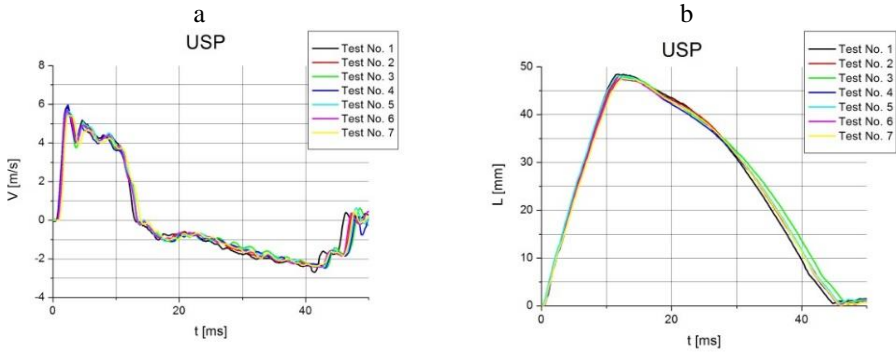 a
USP
Test No. 1
Test No. 2
Test No. 3
Test No. 4
Test No. 5
Test No. 6
Test No. 7
8
6
4
2
0
-2
-4
V [m/s]
0
20
40
t [ms]
b
USP
Test No. 1
Test No. 2
Test No. 3
Test No. 4
Test No. 5
Test No. 6
Test No. 7
50
40
30
20
10
0
L [mm]
0
20
40
t [ms]